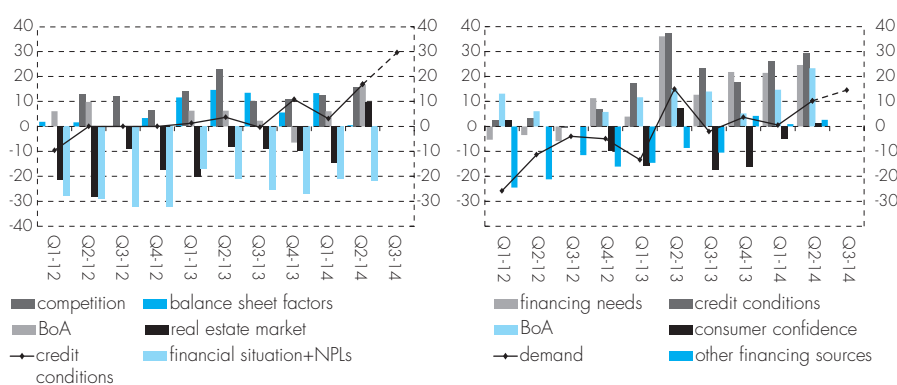 40 40 40 40
30 30 30 30
20 20 20 20
10 10 10 10
0 0 0 0
-10 -10 -10 -10
-20 -20 -20 -20
-30 -30 -30 -30
-40 -40
Q1-12 Q2-12 Q3-12 Q4-12 Q1-13 Q2-13 Q3-13 Q4-13 Q1-14 Q2-14 Q3-14
Q1-12 Q2-12 Q3-12 Q4-12 Q1-13 Q2-13 Q3-13 Q4-13 Q1-14 Q2-14 Q3-14
competition balance sheet factors
BoA real estate market
credit conditions financial situation+NPLs
financing needs credit conditions
BoA consumer confidence
demand other financing sources